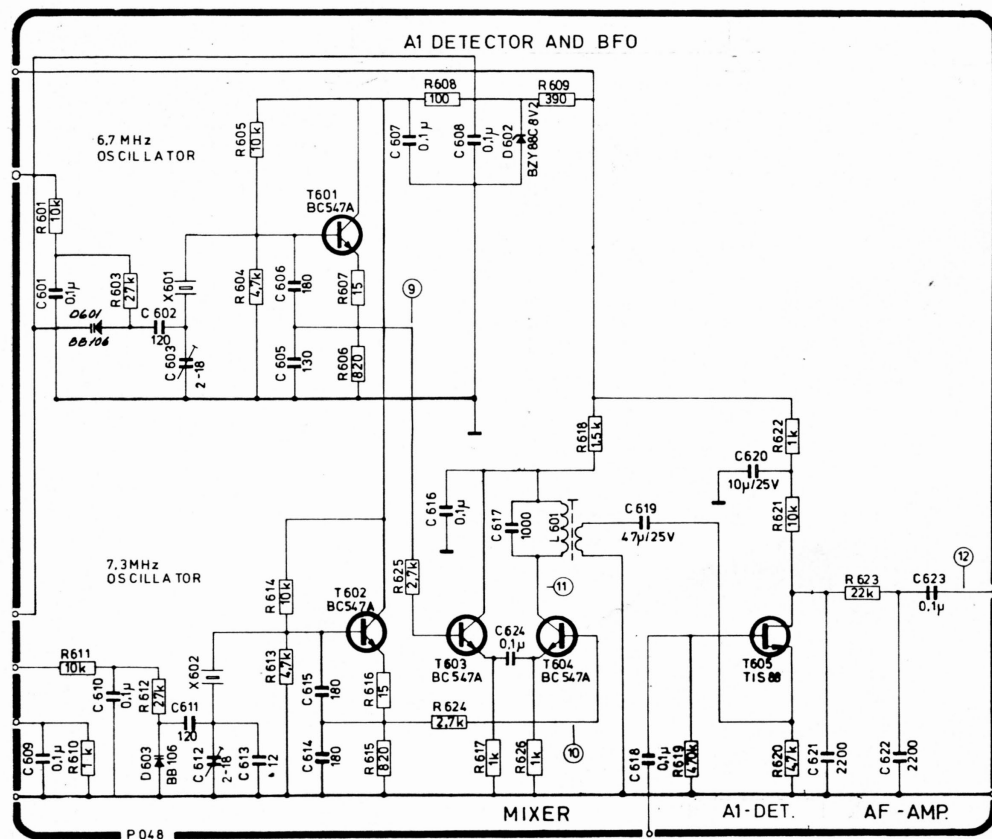 A1 DETECTOR AND BFO
R608
100
R609
390
C607
0.1µ
C608
0.1µ
D602
BZY88C8V2
6.7 MHz
OSCILLATOR
R605
10k
T601
BC547A
R601
10k
C601
0.1µ
R603
27k
X601
R604
4,7k
C606
180
R607
15
9
D601
BB106
C602
120
C603
2-18
C605
130
R606
820
R618
1.5k
R622
1k
C620
10µ/25V
R621
10k
C616
0.1µ
C617
1000
L601
C619
47µ/25V
7.3MHz
OSCILLATOR
R614
10k
T602
BC547A
R625
2,7k
11
12
R623
22k
C623
0.1µ
R611
10k
C610
0.1µ
R612
27k
X602
R613
4,7k
C615
180
R616
15
T603
BC547A
C624
0.1µ
T604
BC547A
T605
TIS88
C611
120
R624
2,7k
10
C609
0.1µ
R610
1k
D603
BB106
C612
2-18
C613
12
C614
180
R615
820
R617
1k
R626
1k
C618
0.1µ
R619
470k
R620
4,7k
C621
2200
C622
2200
MIXER
A1-DET.
AF-AMP.
P048